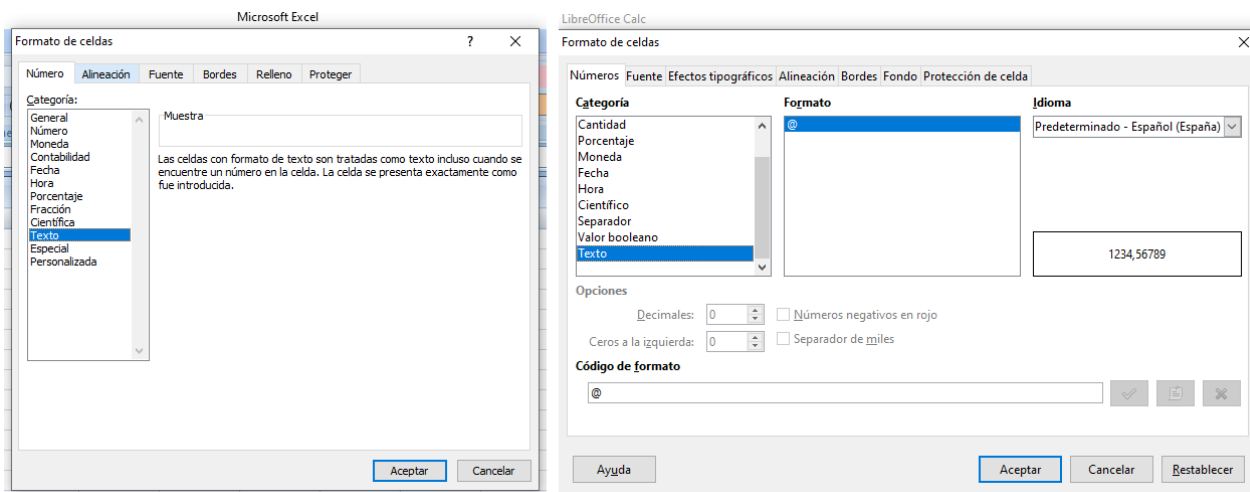 Microsoft Excel
Formato de celdas
Número Alineación Fuente Bordes Relleno Proteger
Categoría:
General
Número
Moneda
Contabilidad
Fecha
Hora
Porcentaje
Fracción
Científica
Texto
Especial
Personalizada
Muestra
Las celdas con formato de texto son tratadas como texto incluso cuando se
encuentre un número en la celda. La celda se presenta exactamente como
fue introducida.
Aceptar Cancelar
LibreOffice Calc
Formato de celdas
Números Fuente Efectos tipográficos Alineación Bordes Fondo Protección de celda
Categoría
Cantidad
Porcentaje
Moneda
Fecha
Hora
Científico
Separador
Valor booleano
Texto
Formato
@
Idioma
Predeterminado - Español (España)
1234,56789
Opciones
Decimales: 0
Números negativos en rojo
Ceros a la izquierda: 0
Separador de miles
Código de formato
@
Ayuda Aceptar Cancelar Restablecer